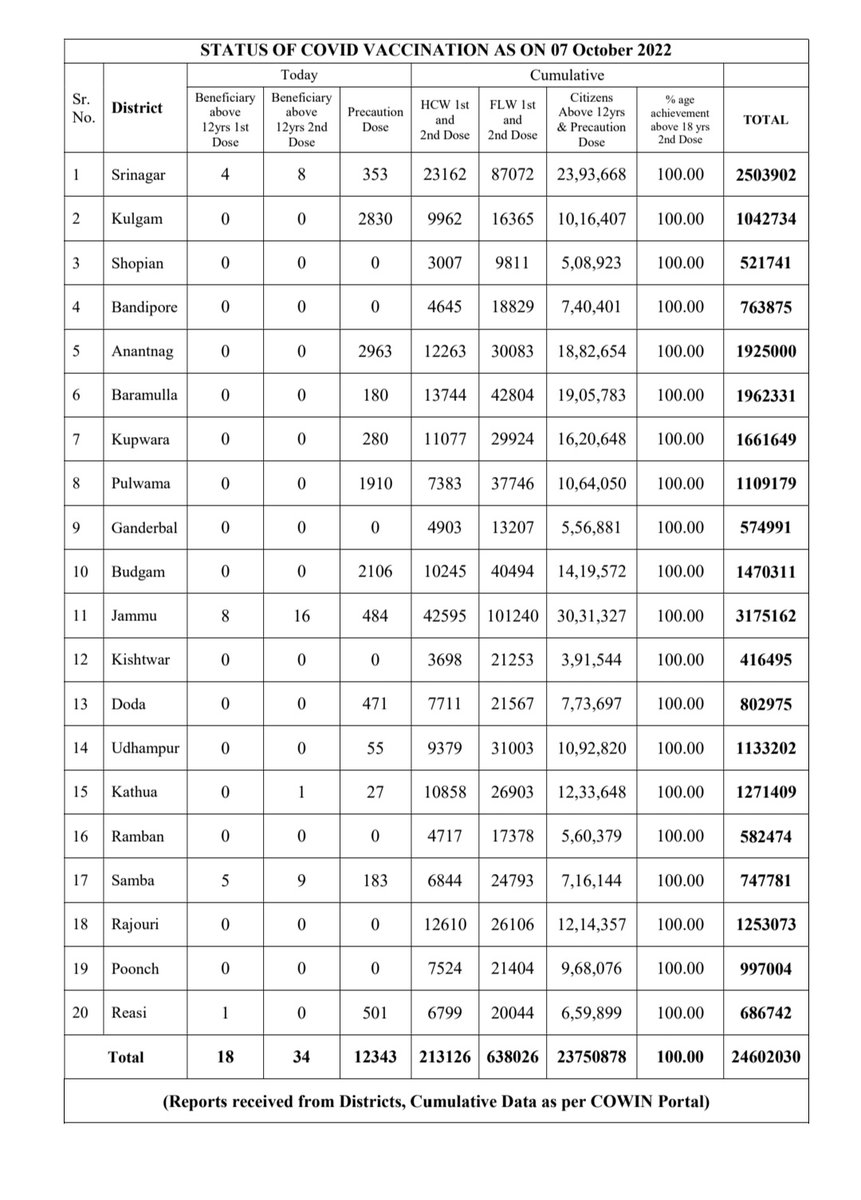 STATUS OF COVID VACCINATION AS ON 07 October 2022
Sr. No. District Today Cumulative
Beneficiary above 12yrs 1st Dose Beneficiary above 12yrs 2nd Dose Precaution Dose HCW 1st and 2nd Dose FLW 1st and 2nd Dose Citizens Above 12yrs & Precaution Dose % age achievement above 18 yrs 2nd Dose TOTAL
1 Srinagar 4 8 353 23162 87072 23,93,668 100.00 2503902
2 Kulgam 0 0 2830 9962 16365 10,16,407 100.00 1042734
3 Shopian 0 0 0 3007 9811 5,08,923 100.00 521741
4 Bandipore 0 0 0 4645 18829 7,40,401 100.00 763875
5 Anantnag 0 0 2963 12263 30083 18,82,654 100.00 1925000
6 Baramulla 0 0 180 13744 42804 19,05,783 100.00 1962331
7 Kupwara 0 0 280 11077 29924 16,20,648 100.00 1661649
8 Pulwama 0 0 1910 7383 37746 10,64,050 100.00 1109179
9 Ganderbal 0 0 0 4903 13207 5,56,881 100.00 574991
10 Budgam 0 0 2106 10245 40494 14,19,572 100.00 1470311
11 Jammu 8 16 484 42595 101240 30,31,327 100.00 3175162
12 Kishtwar 0 0 0 3698 21253 3,91,544 100.00 416495
13 Doda 0 0 471 7711 21567 7,73,697 100.00 802975
14 Udhampur 0 0 55 9379 31003 10,92,820 100.00 1133202
15 Kathua 0 1 27 10858 26903 12,33,648 100.00 1271409
16 Ramban 0 0 0 4717 17378 5,60,379 100.00 582474
17 Samba 5 9 183 6844 24793 7,16,144 100.00 747781
18 Rajouri 0 0 0 12610 26106 12,14,357 100.00 1253073
19 Poonch 0 0 0 7524 21404 9,68,076 100.00 997004
20 Reasi 1 0 501 6799 20044 6,59,899 100.00 686742
Total 18 34 12343 213126 638026 23750878 100.00 24602030
(Reports received from Districts, Cumulative Data as per COWIN Portal)